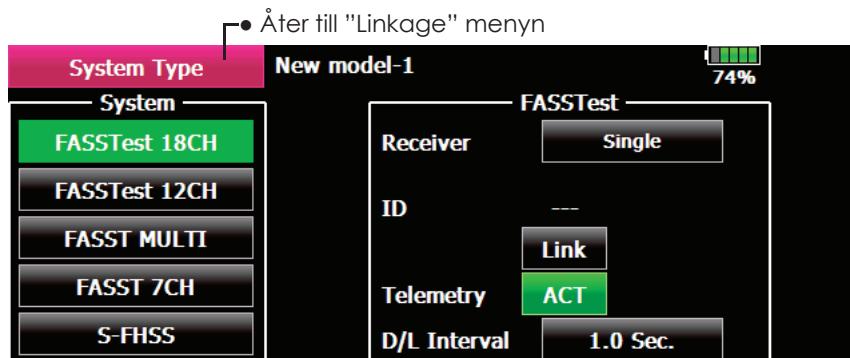 Åter till ”Linkage” menyn
System Type
New model-1
74%
System
FASSTest 18CH
FASSTest 12CH
FASST MULTI
FASST 7CH
S-FHSS
FASSTest
Receiver Single
ID ---
Link
Telemetry ACT
D/L Interval 1.0 Sec.